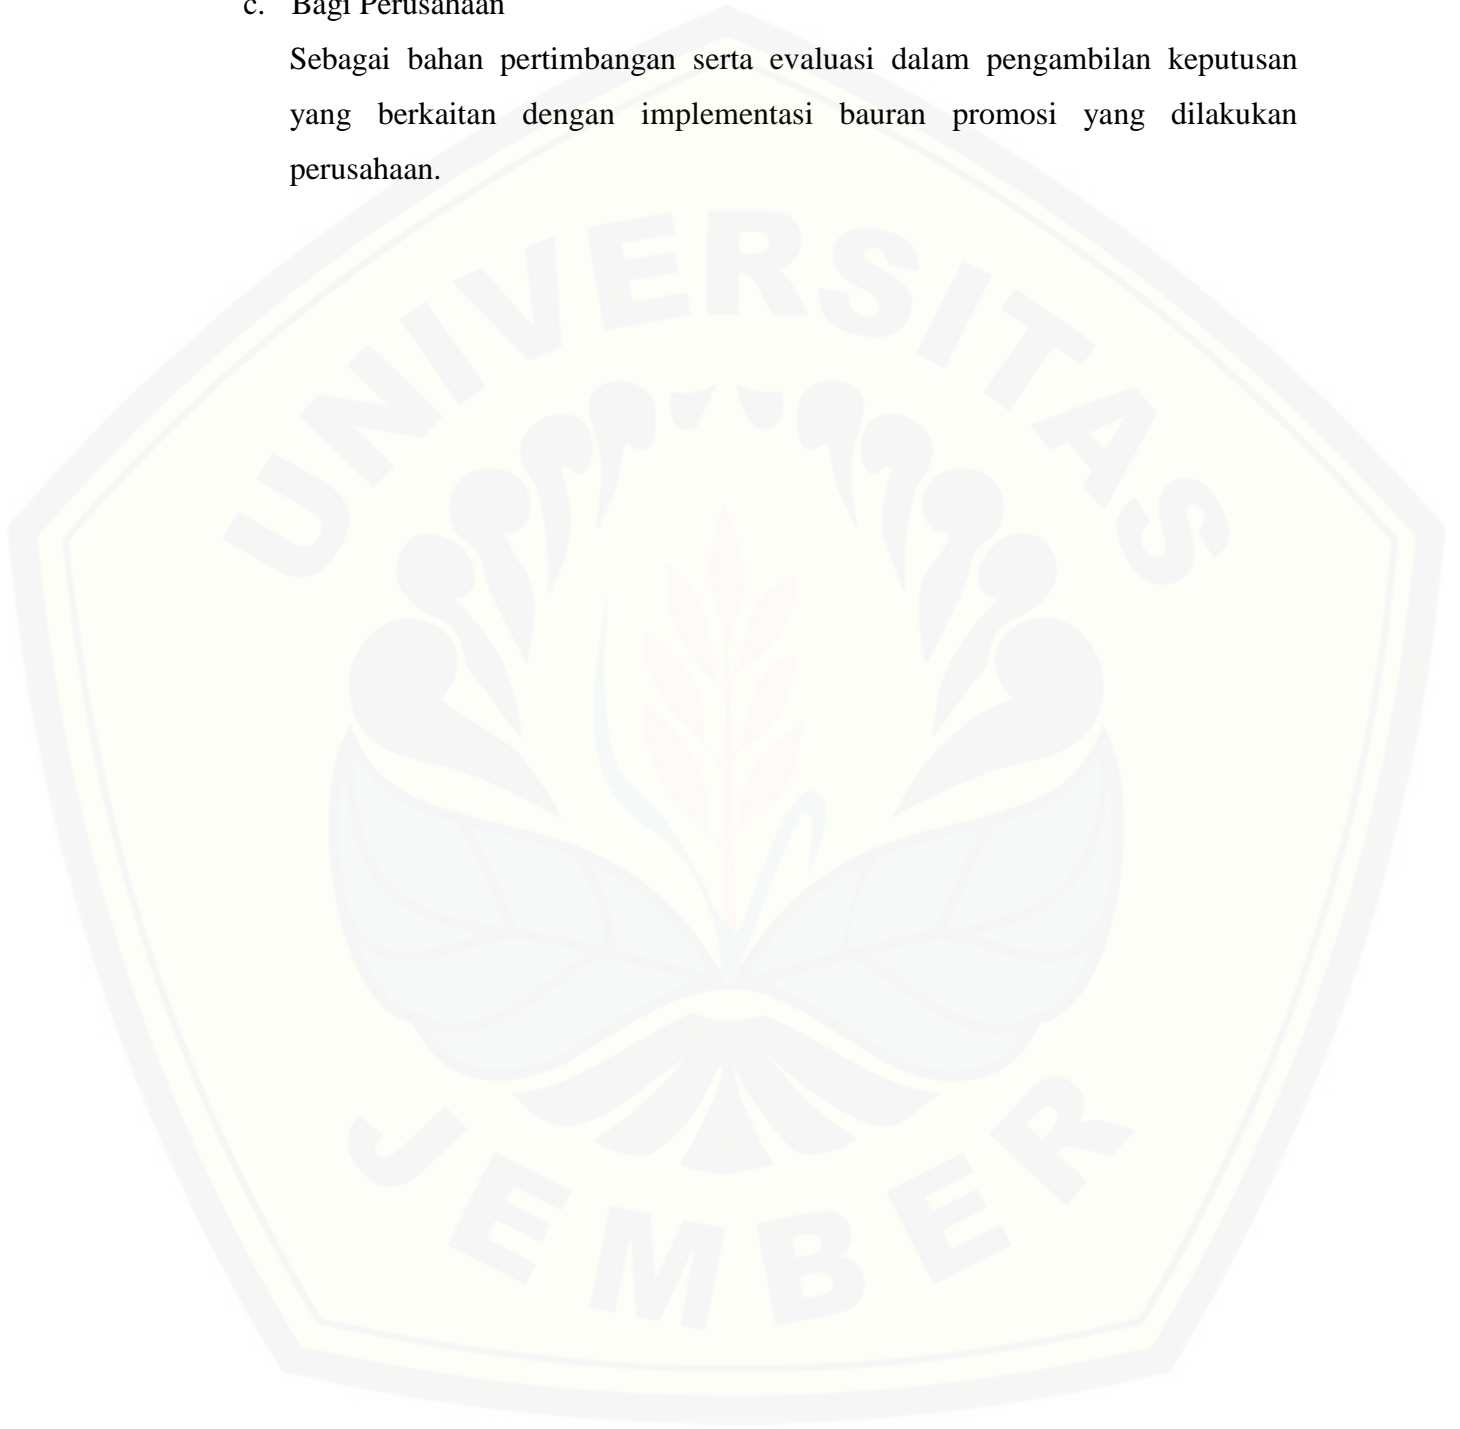 c. Bagi Perusahaan
Sebagai bahan pertimbangan serta evaluasi dalam pengambilan keputusan
yang berkaitan dengan implementasi bauran promosi yang dilakukan
perusahaan.
UNIVERSITAS
JEMBER